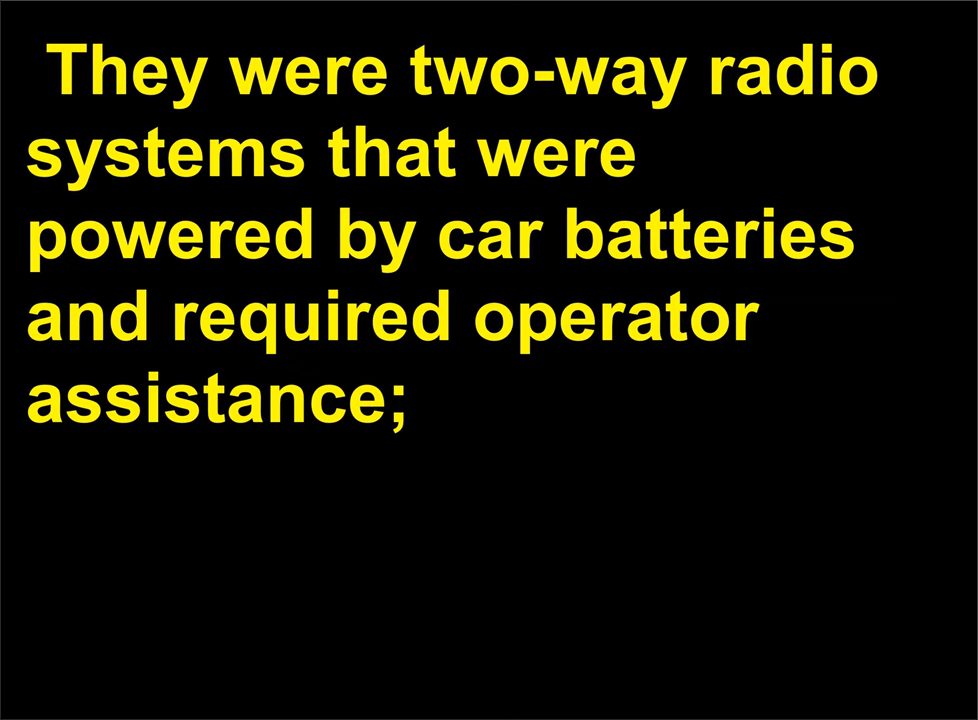 They were two-way radio
systems that were
powered by car batteries
and required operator
assistance;